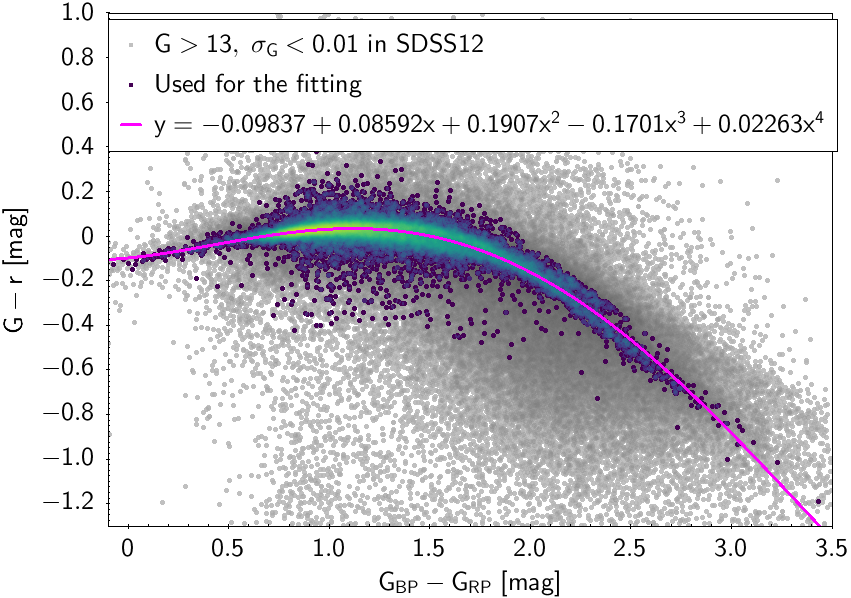 1.0
0.8
0.6
0.4
0.2
0
−0.2
−0.4
−0.6
−0.8
−1.0
−1.2
G − r [mag]
G > 13, σG < 0.01 in SDSS12
Used for the fitting
y = −0.09837 + 0.08592x + 0.1907x² − 0.1701x³ + 0.02263x⁴
0 0.5 1.0 1.5 2.0 2.5 3.0 3.5
GBP − GRP [mag]